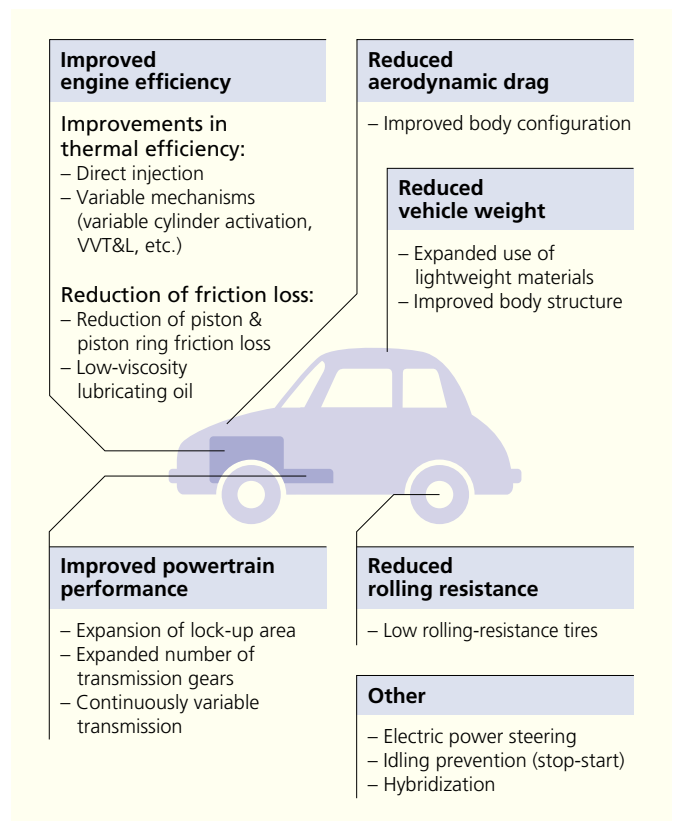 Improved
engine efficiency
Improvements in
thermal efficiency:
– Direct injection
– Variable mechanisms
(variable cylinder activation,
VVT&L, etc.)
Reduction of friction loss:
– Reduction of piston &
piston ring friction loss
– Low-viscosity
lubricating oil
Reduced
aerodynamic drag
– Improved body configuration
Reduced
vehicle weight
– Expanded use of
lightweight materials
– Improved body structure
Improved powertrain
performance
– Expansion of lock-up area
– Expanded number of
transmission gears
– Continuously variable
transmission
Reduced
rolling resistance
– Low rolling-resistance tires
Other
– Electric power steering
– Idling prevention (stop-start)
– Hybridization